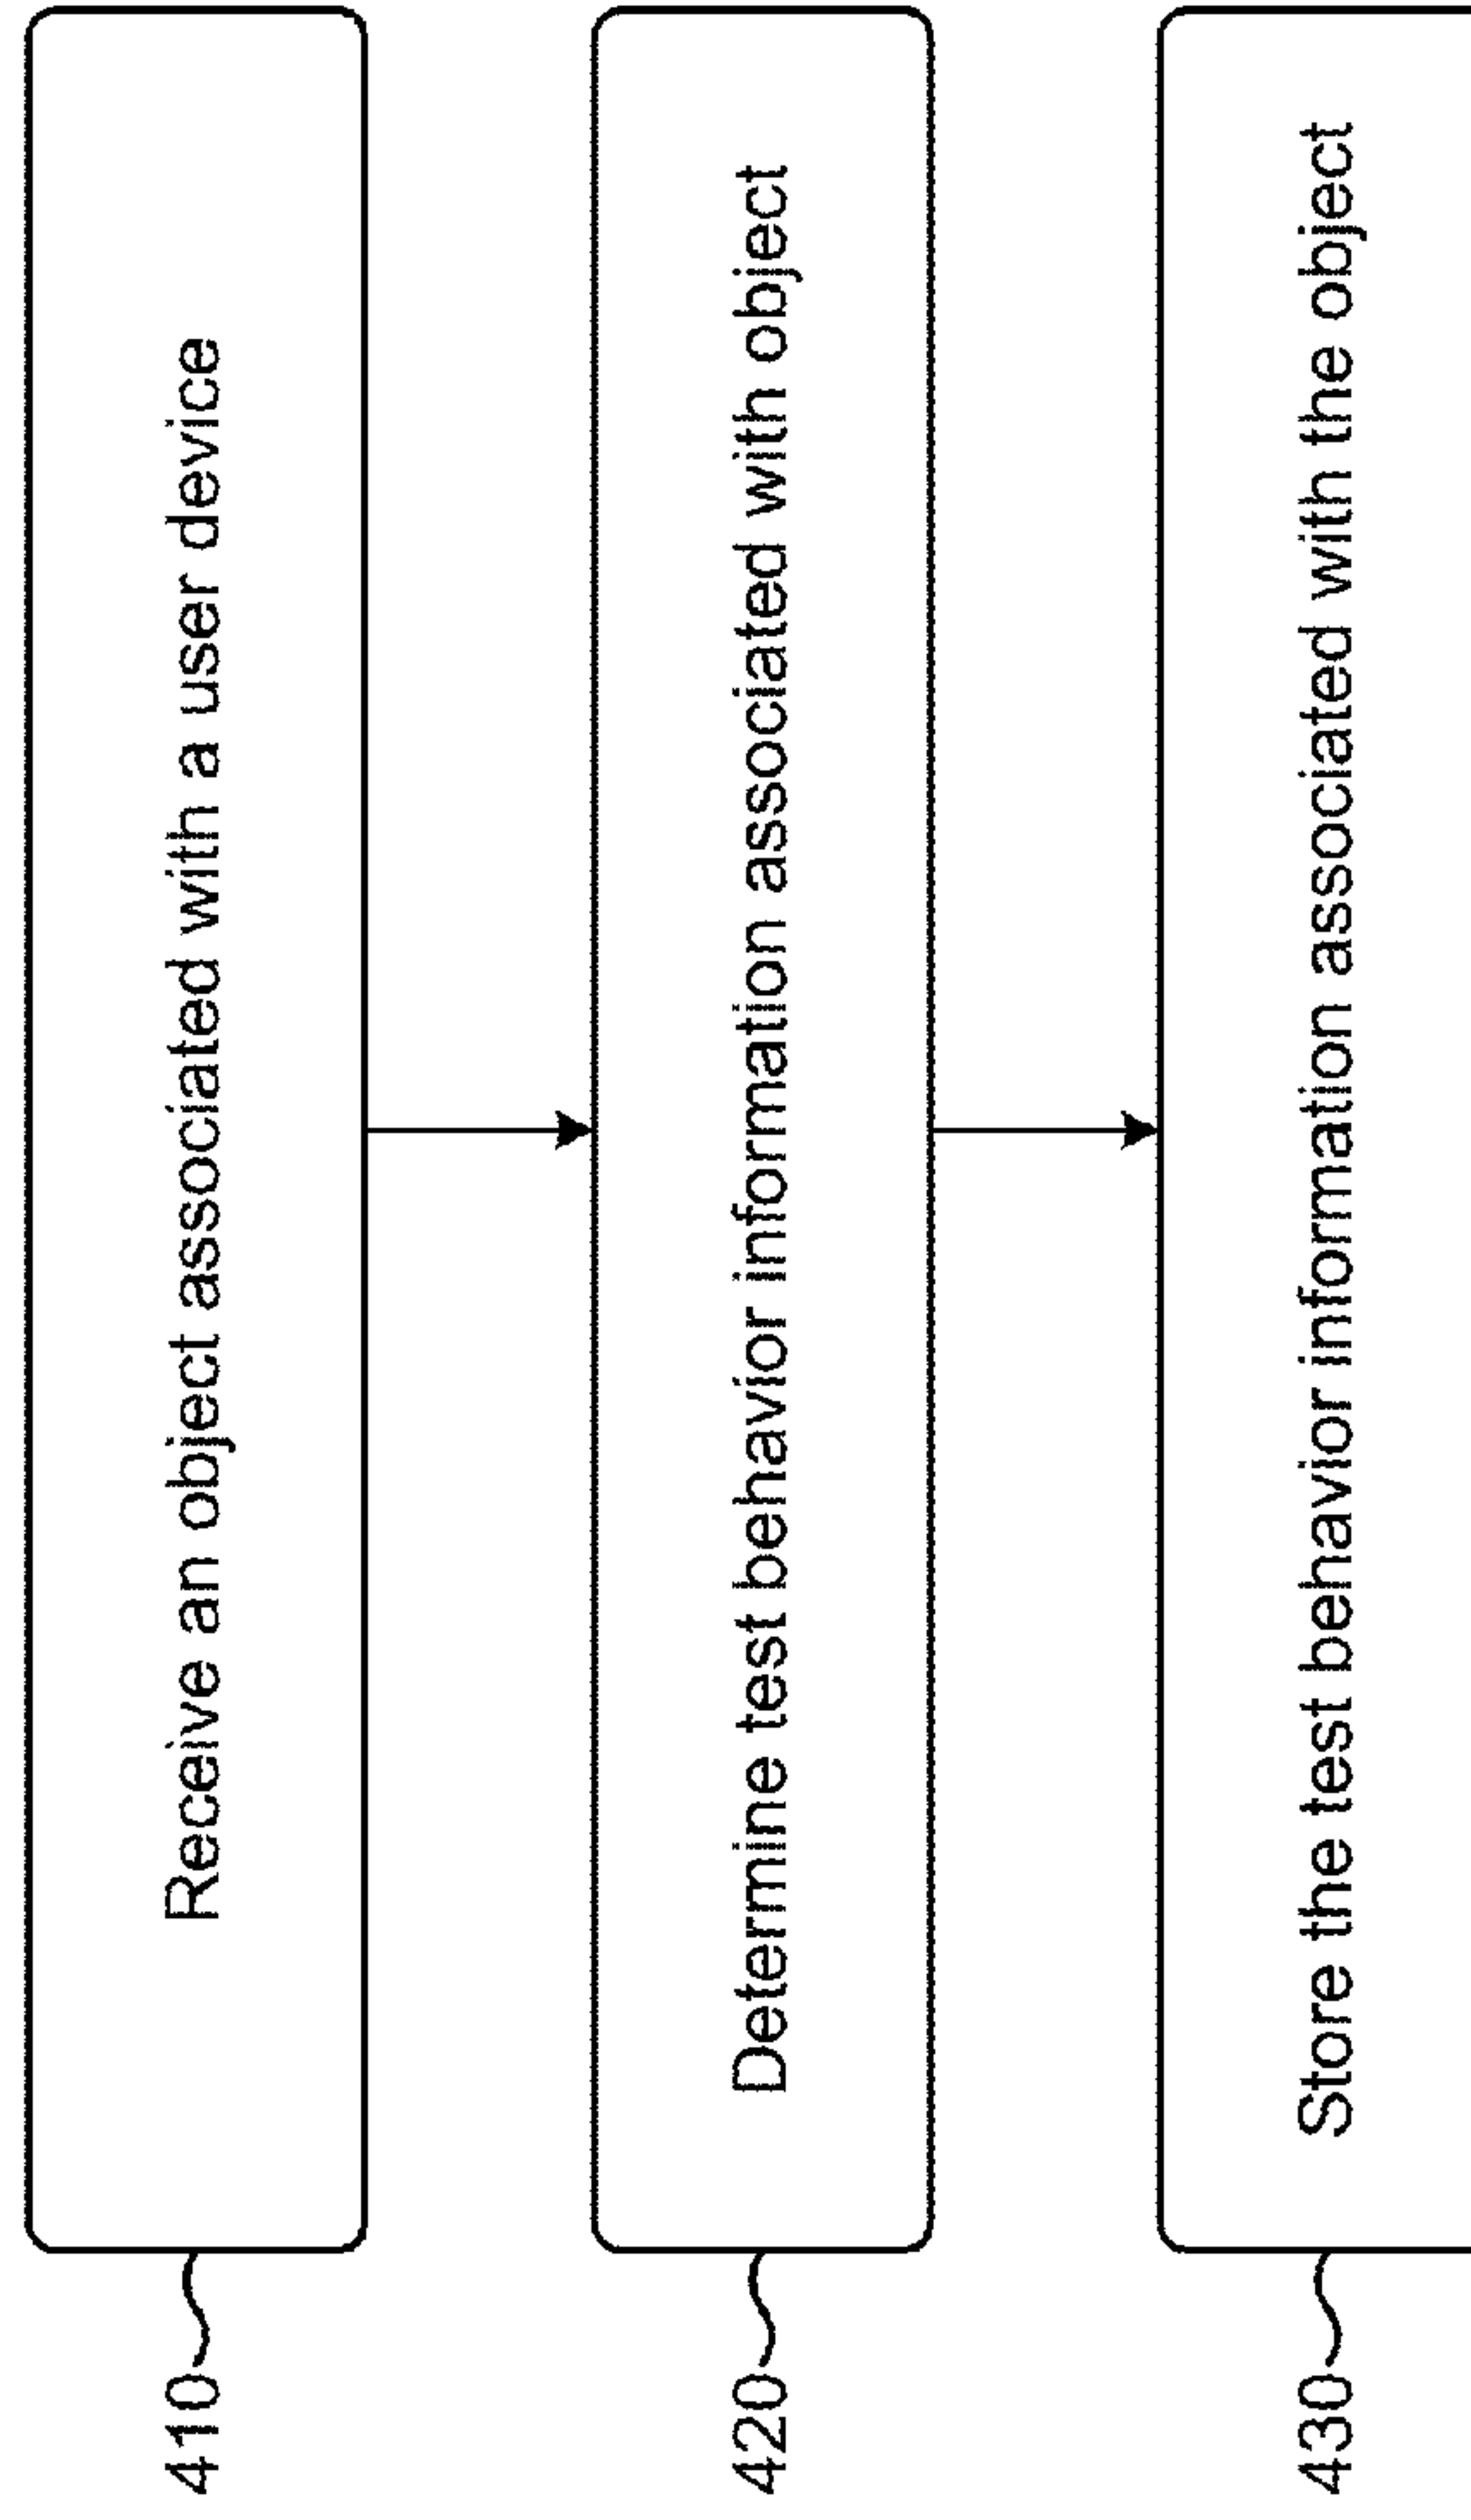 410
Receive an object associated with a user device
420
Determine test behavior information associated with object
430
Store the test behavior information associated with the object